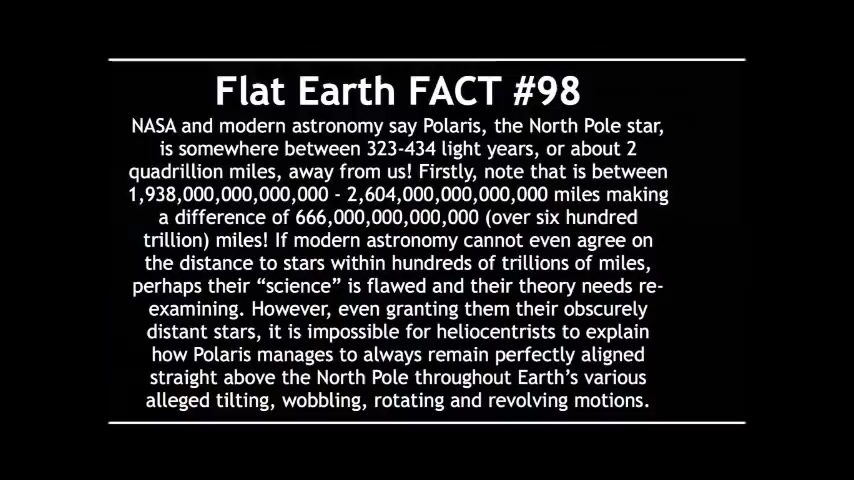 Flat Earth FACT #98
NASA and modern astronomy say Polaris, the North Pole star,
is somewhere between 323-434 light years, or about 2
quadrillion miles, away from us! Firstly, note that is between
1,938,000,000,000,000 - 2,604,000,000,000,000 miles making
a difference of 666,000,000,000,000 (over six hundred
trillion) miles! If modern astronomy cannot even agree on
the distance to stars within hundreds of trillions of miles,
perhaps their “science” is flawed and their theory needs re-
examining. However, even granting them their obscurely
distant stars, it is impossible for heliocentrists to explain
how Polaris manages to always remain perfectly aligned
straight above the North Pole throughout Earth’s various
alleged tilting, wobbling, rotating and revolving motions.